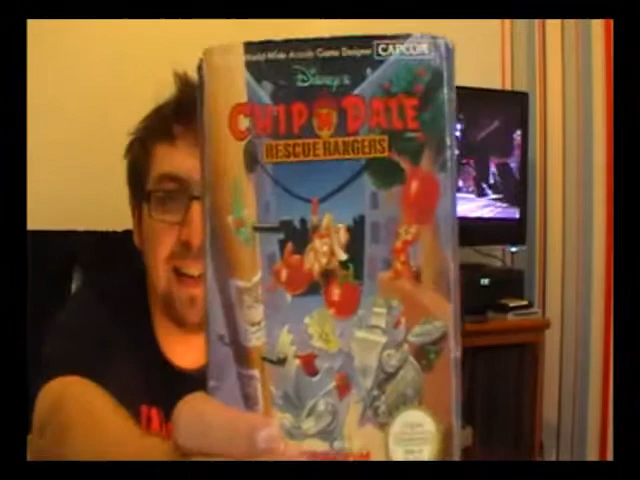 World Wide Arcade Game Designer CAPCOM
Disney's
CHIP 'N DALE
RESCUE RANGERS